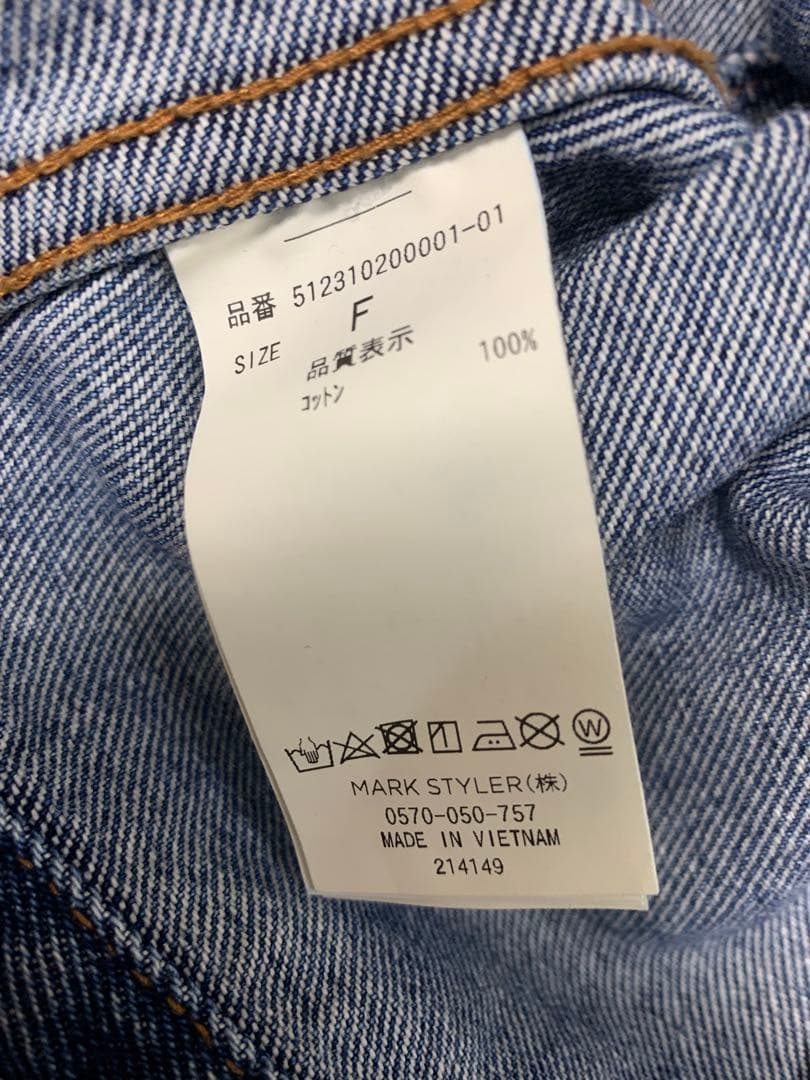 品番 512310200001-01
SIZE F
品質表示
コットン 100%
W
MARK STYLER(株)
0570-050-757
MADE IN VIETNAM
214149